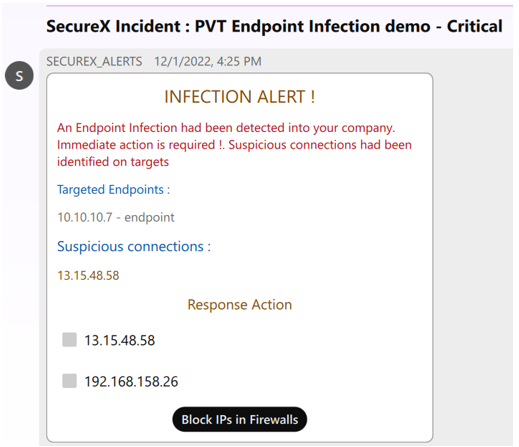 SecureX Incident : PVT Endpoint Infection demo - Critical
S
SECUREX_ALERTS 12/1/2022, 4:25 PM
INFECTION ALERT !
An Endpoint Infection had been detected into your company.
Immediate action is required !. Suspicious connections had been
identified on targets
Targeted Endpoints :
10.10.10.7 - endpoint
Suspicious connections :
13.15.48.58
Response Action
13.15.48.58
192.168.158.26
Block IPs in Firewalls